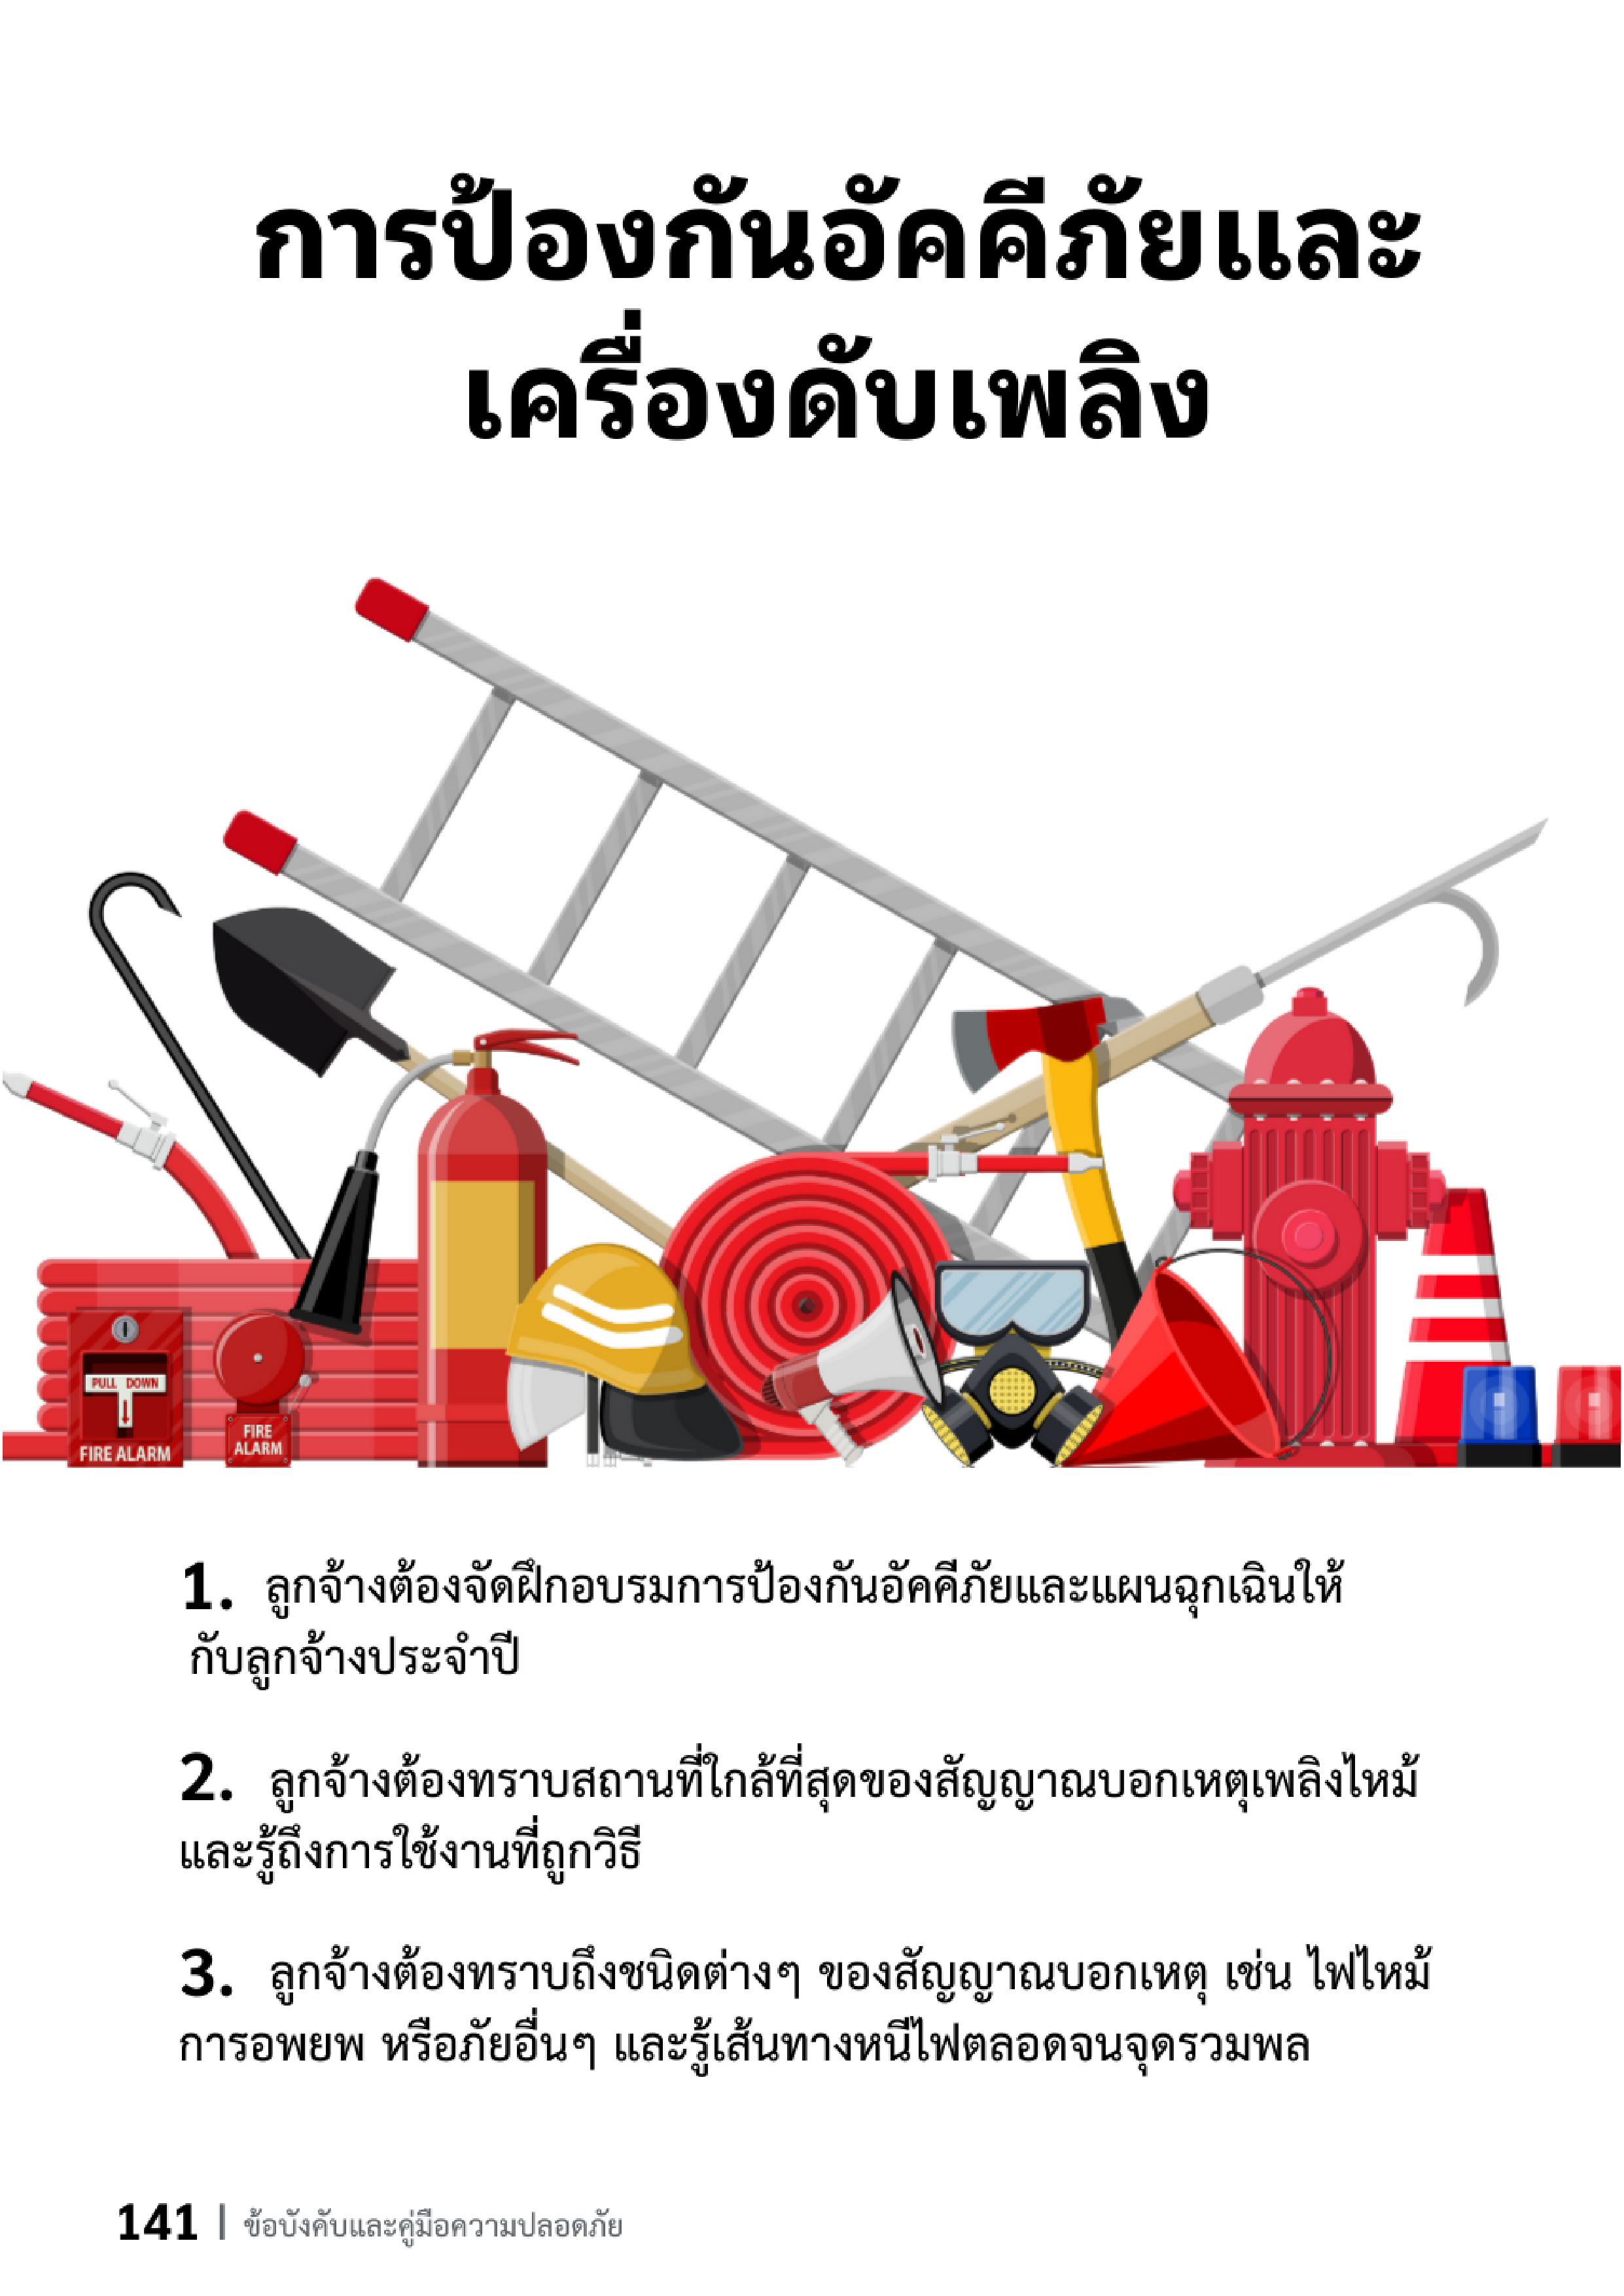 การป้องกันอัคคีภัยและ
เครื่องดับเพลิง
PULL DOWN
FIRE ALARM
FIRE
ALARM
1. ลูกจ้างต้องจัดฝึกอบรมการป้องกันอัคคีภัยและแผนฉุกเฉินให้
กับลูกจ้างประจำปี
2. ลูกจ้างต้องทราบสถานที่ใกล้ที่สุดของสัญญาณบอกเหตุเพลิงไหม้
และรู้ถึงการใช้งานที่ถูกวิธี
3. ลูกจ้างต้องทราบถึงชนิดต่างๆ ของสัญญาณบอกเหตุ เช่น ไฟไหม้
การอพยพ หรือภัยอื่นๆ และรู้เส้นทางหนีไฟตลอดจนจุดรวมพล
141 | ข้อบังคับและคู่มือความปลอดภัย